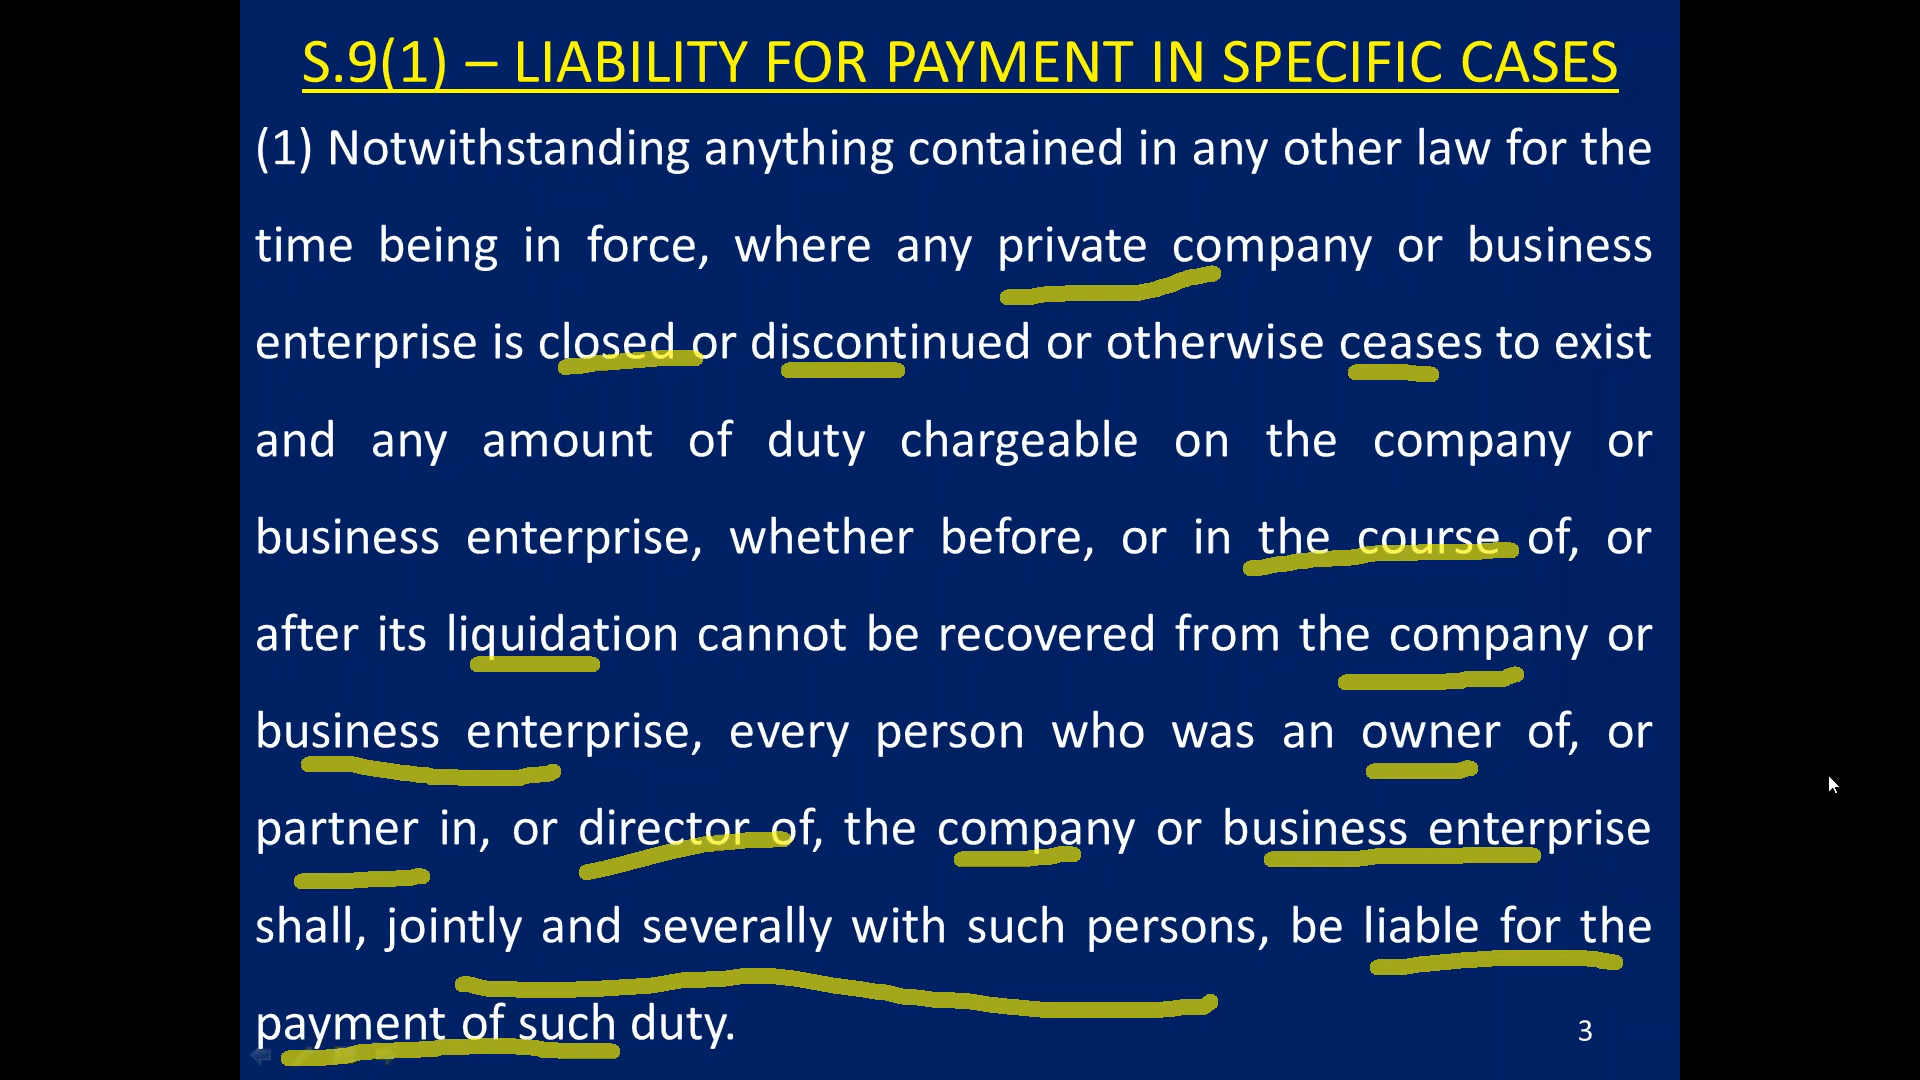 S.9(1) – LIABILITY FOR PAYMENT IN SPECIFIC CASES
(1) Notwithstanding anything contained in any other law for the
time being in force, where any private company or business
enterprise is closed or discontinued or otherwise ceases to exist
and any amount of duty chargeable on the company or
business enterprise, whether before, or in the course of, or
after its liquidation cannot be recovered from the company or
business enterprise, every person who was an owner of, or
partner in, or director of, the company or business enterprise
shall, jointly and severally with such persons, be liable for the
payment of such duty.
3